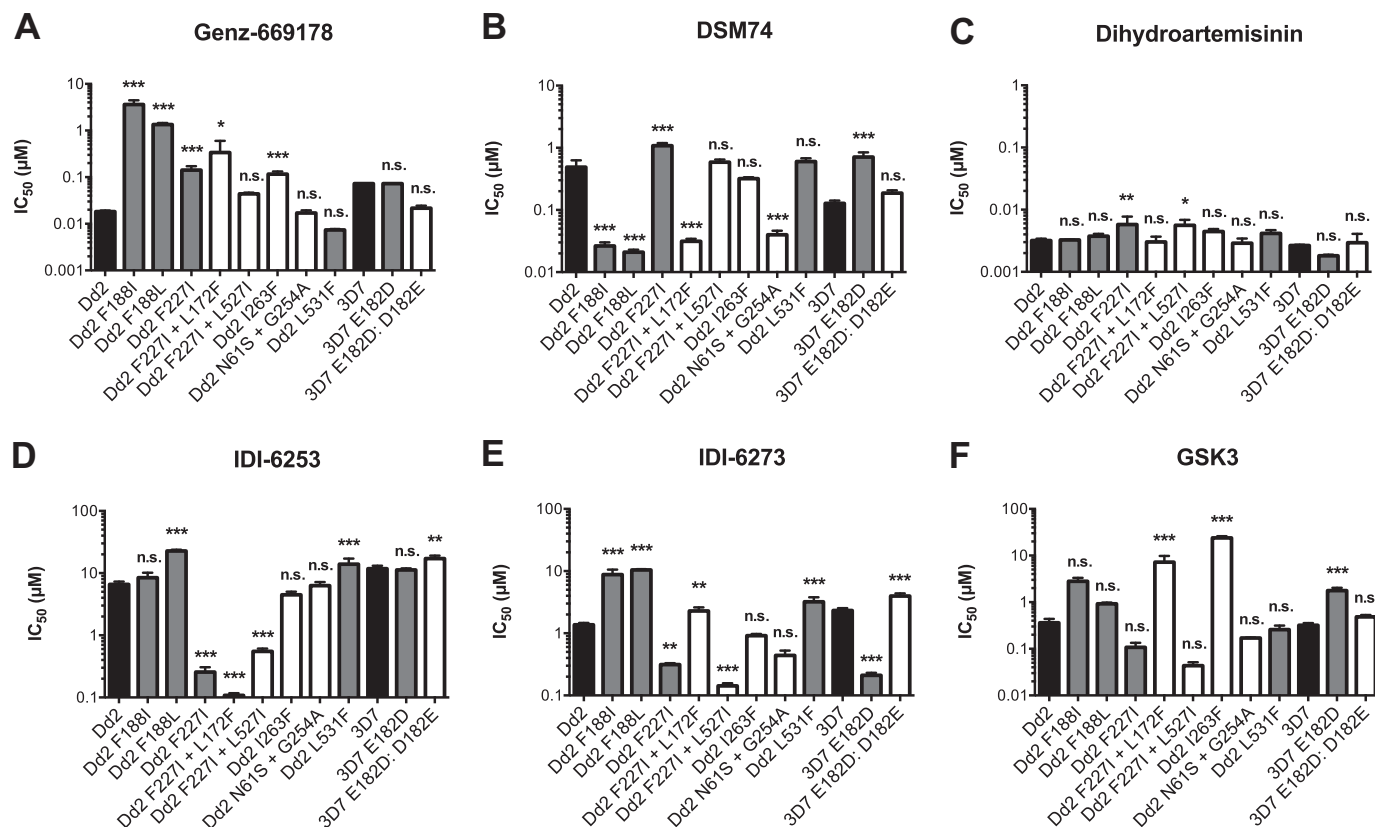 A
Genz-669178
IC50 (µM)
10
1
0.1
0.01
0.001
***
***
***
*
n.s.
***
n.s.
n.s.
n.s.
n.s.
Dd2
Dd2 F188I
Dd2 F188L
Dd2 F227I
Dd2 F227I + L172F
Dd2 F227I + L527I
Dd2 I263F
Dd2 N61S + G254A
Dd2 L531F
3D7
3D7 E182D
3D7 E182D: D182E
B
DSM74
IC50 (µM)
10
1
0.1
0.01
***
***
***
***
n.s.
n.s.
***
n.s.
***
n.s.
Dd2
Dd2 F188I
Dd2 F188L
Dd2 F227I
Dd2 F227I + L172F
Dd2 F227I + L527I
Dd2 I263F
Dd2 N61S + G254A
Dd2 L531F
3D7
3D7 E182D
3D7 E182D: D182E
C
Dihydroartemisinin
IC50 (µM)
1
0.1
0.01
0.001
n.s.
n.s.
**
n.s.
*
n.s.
n.s.
n.s.
n.s.
n.s.
Dd2
Dd2 F188I
Dd2 F188L
Dd2 F227I
Dd2 F227I + L172F
Dd2 F227I + L527I
Dd2 I263F
Dd2 N61S + G254A
Dd2 L531F
3D7
3D7 E182D
3D7 E182D: D182E
D
IDI-6253
IC50 (µM)
100
10
1
0.1
n.s.
***
***
***
***
n.s.
n.s.
***
n.s.
**
Dd2
Dd2 F188I
Dd2 F188L
Dd2 F227I
Dd2 F227I + L172F
Dd2 F227I + L527I
Dd2 I263F
Dd2 N61S + G254A
Dd2 L531F
3D7
3D7 E182D
3D7 E182D: D182E
E
IDI-6273
IC50 (µM)
100
10
1
0.1
***
***
**
**
***
n.s.
n.s.
***
***
***
Dd2
Dd2 F188I
Dd2 F188L
Dd2 F227I
Dd2 F227I + L172F
Dd2 F227I + L527I
Dd2 I263F
Dd2 N61S + G254A
Dd2 L531F
3D7
3D7 E182D
3D7 E182D: D182E
F
GSK3
IC50 (µM)
100
10
1
0.1
0.01
n.s.
n.s.
n.s.
***
n.s.
***
n.s.
n.s.
***
n.s
Dd2
Dd2 F188I
Dd2 F188L
Dd2 F227I
Dd2 F227I + L172F
Dd2 F227I + L527I
Dd2 I263F
Dd2 N61S + G254A
Dd2 L531F
3D7
3D7 E182D
3D7 E182D: D182E